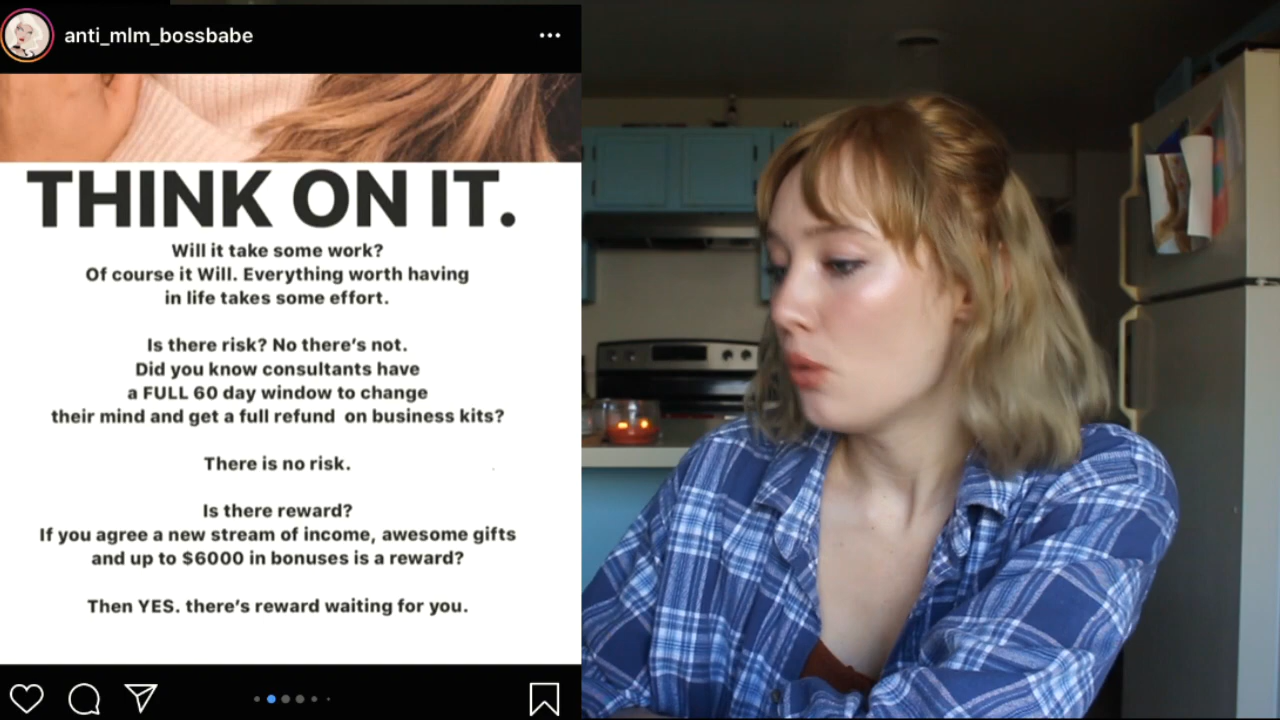 anti_mlm_bossbabe
THINK ON IT.
Will it take some work?
Of course it Will. Everything worth having
in life takes some effort.
Is there risk? No there's not.
Did you know consultants have
a FULL 60 day window to change
their mind and get a full refund on business kits?
There is no risk.
Is there reward?
If you agree a new stream of income, awesome gifts
and up to $6000 in bonuses is a reward?
Then YES. there's reward waiting for you.